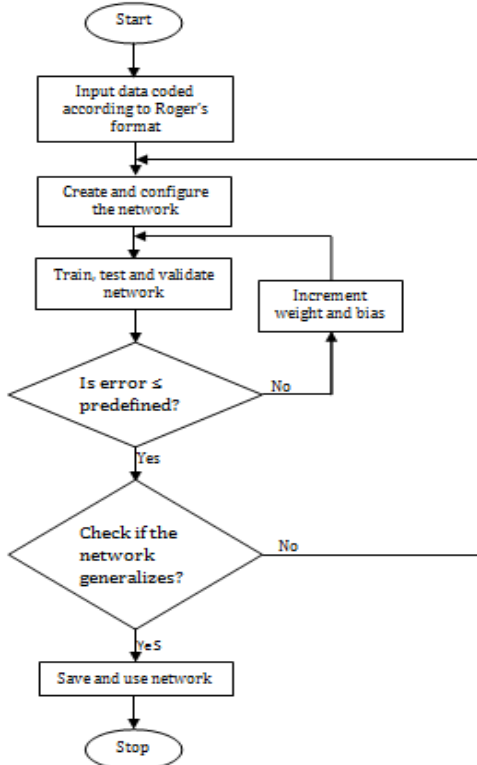 Start
Input data coded
according to Roger's
format
Create and configure
the network
Train, test and validate
network
Increment
weight and bias
Is error ≤
predefined?
No
Yes
Check if the
network
generalizes?
No
YeS
Save and use network
Stop